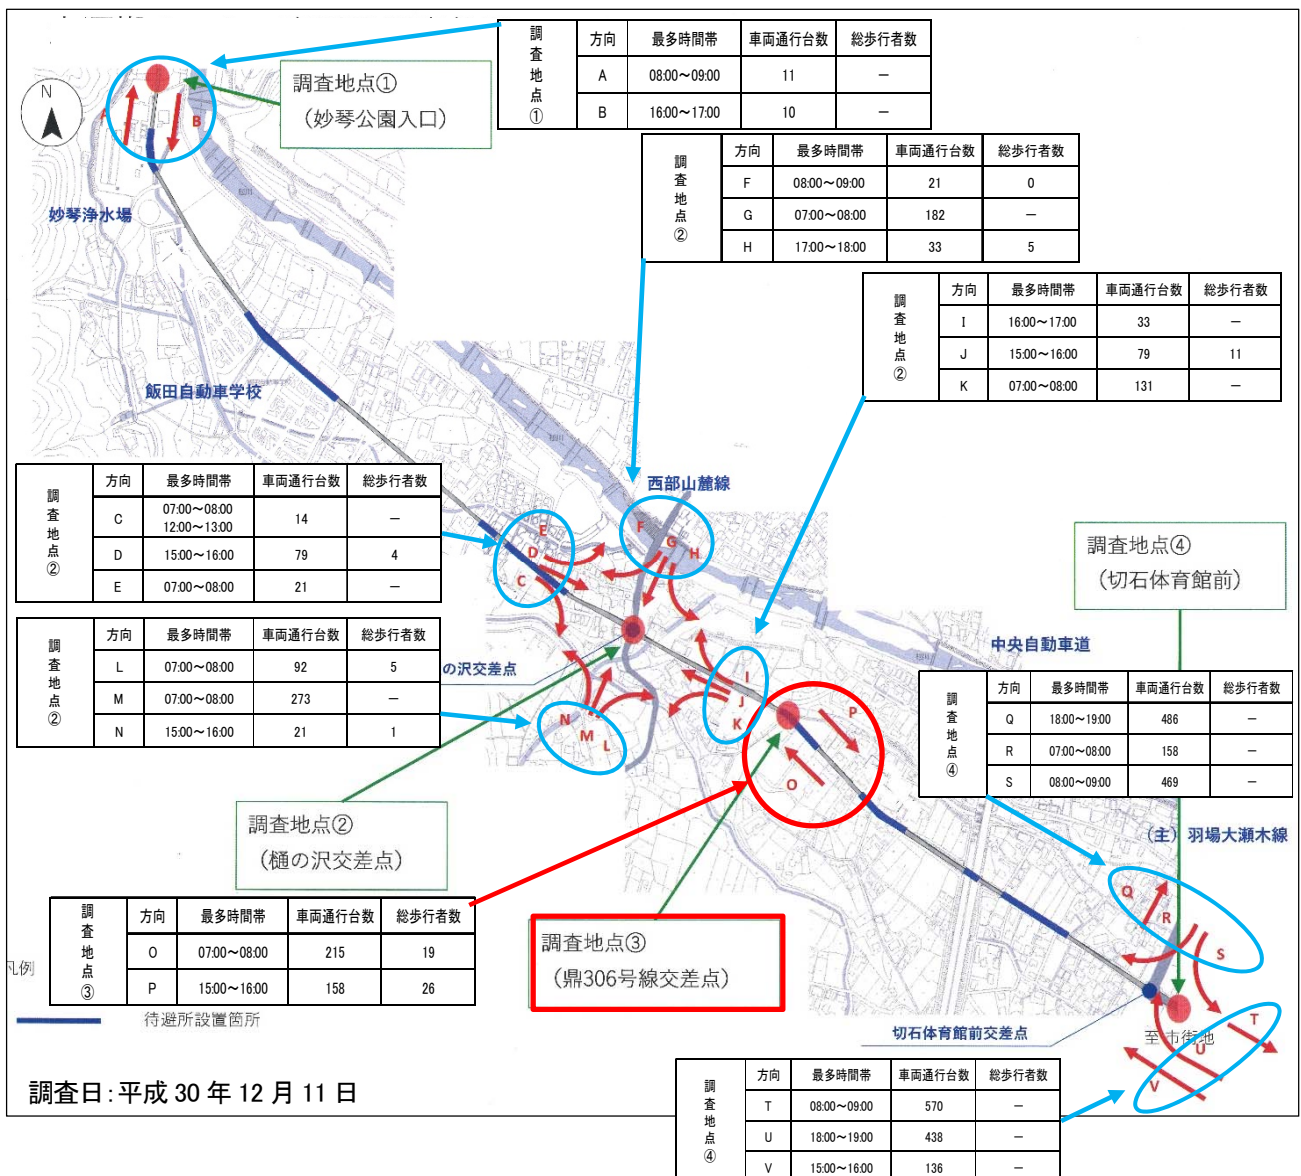 調査地点①
方向 最多時間帯 車両通行台数 総歩行者数
A 08:00～09:00 11 －
B 16:00～17:00 10 －
N
調査地点①
(妙琴公園入口)
A
B
調査地点②
方向 最多時間帯 車両通行台数 総歩行者数
F 08:00～09:00 21 0
G 07:00～08:00 182 －
H 17:00～18:00 33 5
妙琴浄水場
調査地点②
方向 最多時間帯 車両通行台数 総歩行者数
I 16:00～17:00 33 －
J 15:00～16:00 79 11
K 07:00～08:00 131 －
飯田自動車学校
調査地点②
方向 最多時間帯 車両通行台数 総歩行者数
C 07:00～08:00
12:00～13:00 14 －
D 15:00～16:00 79 4
E 07:00～08:00 21 －
西部山麓線
E
D
C
F
G
H
調査地点④
(切石体育館前)
調査地点②
方向 最多時間帯 車両通行台数 総歩行者数
L 07:00～08:00 92 5
M 07:00～08:00 273 －
N 15:00～16:00 21 1
の沢交差点
中央自動車道
I
J
K
N
M
L
P
O
調査地点④
方向 最多時間帯 車両通行台数 総歩行者数
Q 18:00～19:00 486 －
R 07:00～08:00 158 －
S 08:00～09:00 469 －
調査地点②
(樋の沢交差点)
(主) 羽場大瀬木線
調査地点③
方向 最多時間帯 車両通行台数 総歩行者数
O 07:00～08:00 215 19
P 15:00～16:00 158 26
調査地点③
(鼎306号線交差点)
Q
R
S
凡例
待避所設置箇所
切石体育館前交差点
至 市街地
T
U
V
調査日:平成 30 年 12 月 11 日
調査地点④
方向 最多時間帯 車両通行台数 総歩行者数
T 08:00～09:00 570 －
U 18:00～19:00 438 －
V 15:00～16:00 136 －